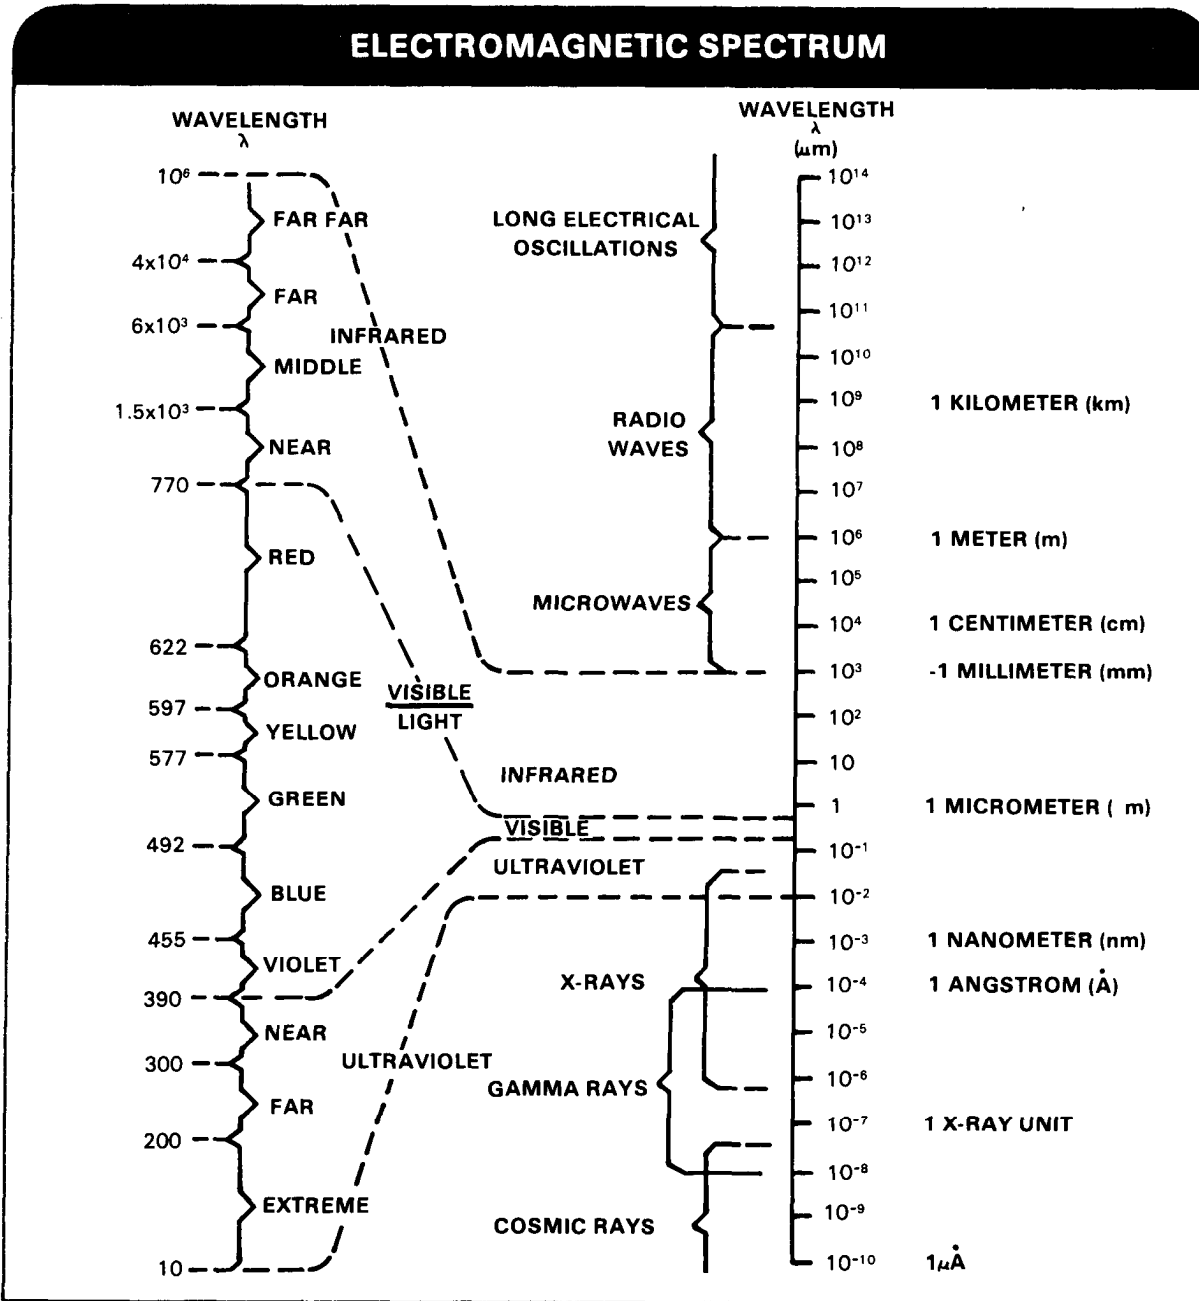 ELECTROMAGNETIC SPECTRUM
WAVELENGTH
λ
10⁶
FAR FAR
4x10⁴
FAR
6x10³
INFRARED
MIDDLE
1.5x10³
NEAR
770
RED
622
ORANGE
597
YELLOW
577
GREEN
492
BLUE
455
VIOLET
390
NEAR
300
ULTRAVIOLET
FAR
200
EXTREME
10
VISIBLE
LIGHT
LONG ELECTRICAL
OSCILLATIONS
RADIO
WAVES
MICROWAVES
INFRARED
VISIBLE
ULTRAVIOLET
X-RAYS
GAMMA RAYS
COSMIC RAYS
WAVELENGTH
λ
(μm)
10¹⁴
10¹³
10¹²
10¹¹
10¹⁰
10⁹ 1 KILOMETER (km)
10⁸
10⁷
10⁶ 1 METER (m)
10⁵
10⁴ 1 CENTIMETER (cm)
10³ -1 MILLIMETER (mm)
10²
10
1 1 MICROMETER ( m)
10⁻¹
10⁻²
10⁻³ 1 NANOMETER (nm)
10⁻⁴ 1 ANGSTROM (Å)
10⁻⁵
10⁻⁶
10⁻⁷ 1 X-RAY UNIT
10⁻⁸
10⁻⁹
10⁻¹⁰ 1μÅ